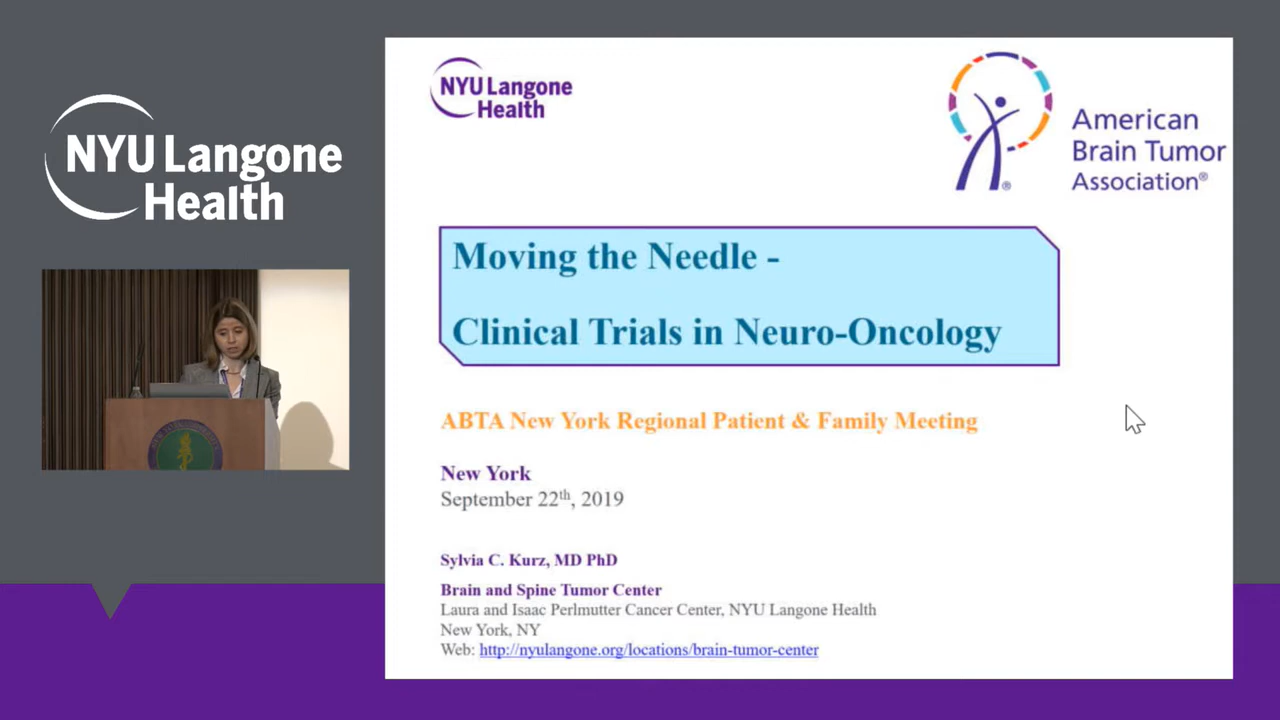 NYU Langone
Health
NYU Langone
Health
American
Brain Tumor
Association®
®
Moving the Needle -
Clinical Trials in Neuro-Oncology
ABTA New York Regional Patient & Family Meeting
New York
September 22th, 2019
Sylvia C. Kurz, MD PhD
Brain and Spine Tumor Center
Laura and Isaac Perlmutter Cancer Center, NYU Langone Health
New York, NY
Web: http://nyulangone.org/locations/brain-tumor-center